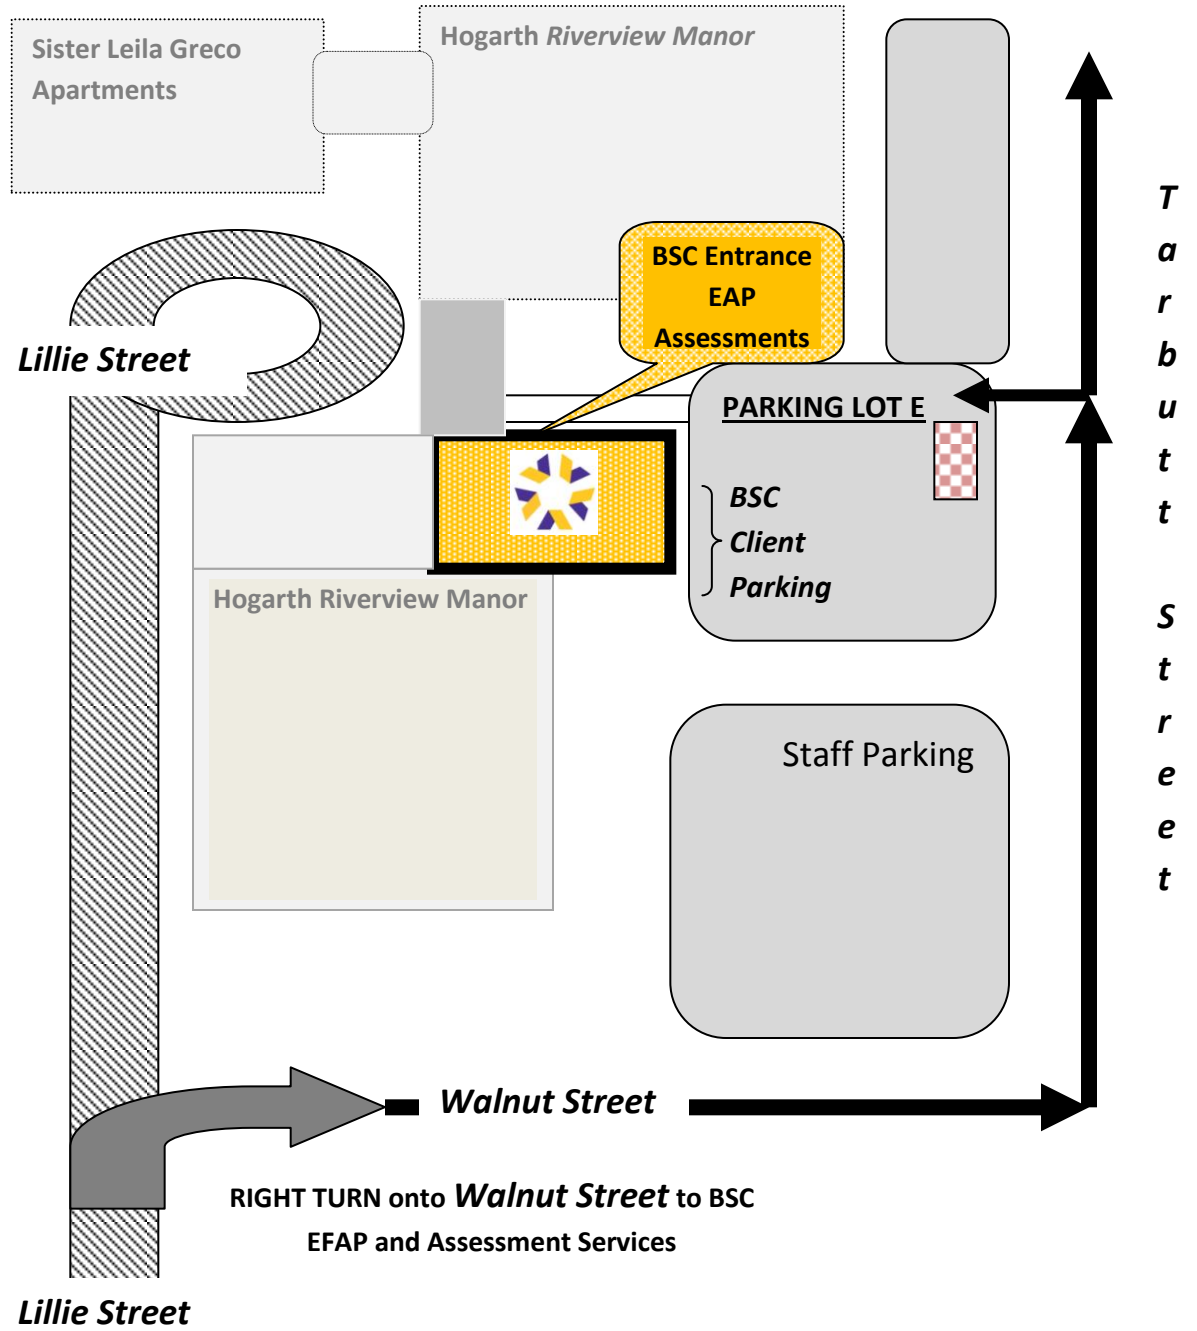 Sister Leila Greco
Apartments
Hogarth Riverview Manor
BSC Entrance
EAP
Assessments
Lillie Street
PARKING LOT E
BSC
Client
Parking
Tarbutt Street
Hogarth Riverview Manor
Staff Parking
Walnut Street
RIGHT TURN onto Walnut Street to BSC
EFAP and Assessment Services
Lillie Street